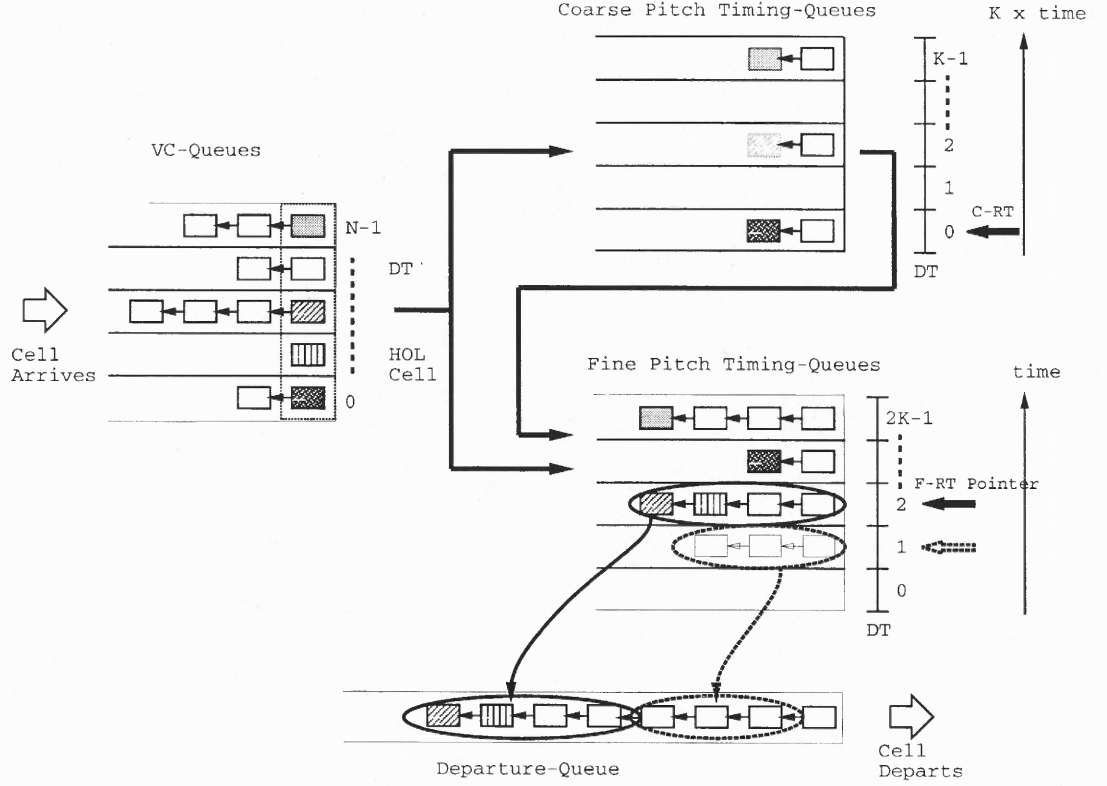 Coarse Pitch Timing-Queues
K x time
K-1
2
1
C-RT
0
DT
VC-Queues
N-1
DT
Cell
Arrives
HOL
Cell
0
Fine Pitch Timing-Queues
time
2K-1
F-RT Pointer
2
1
0
DT
Departure-Queue
Cell
Departs